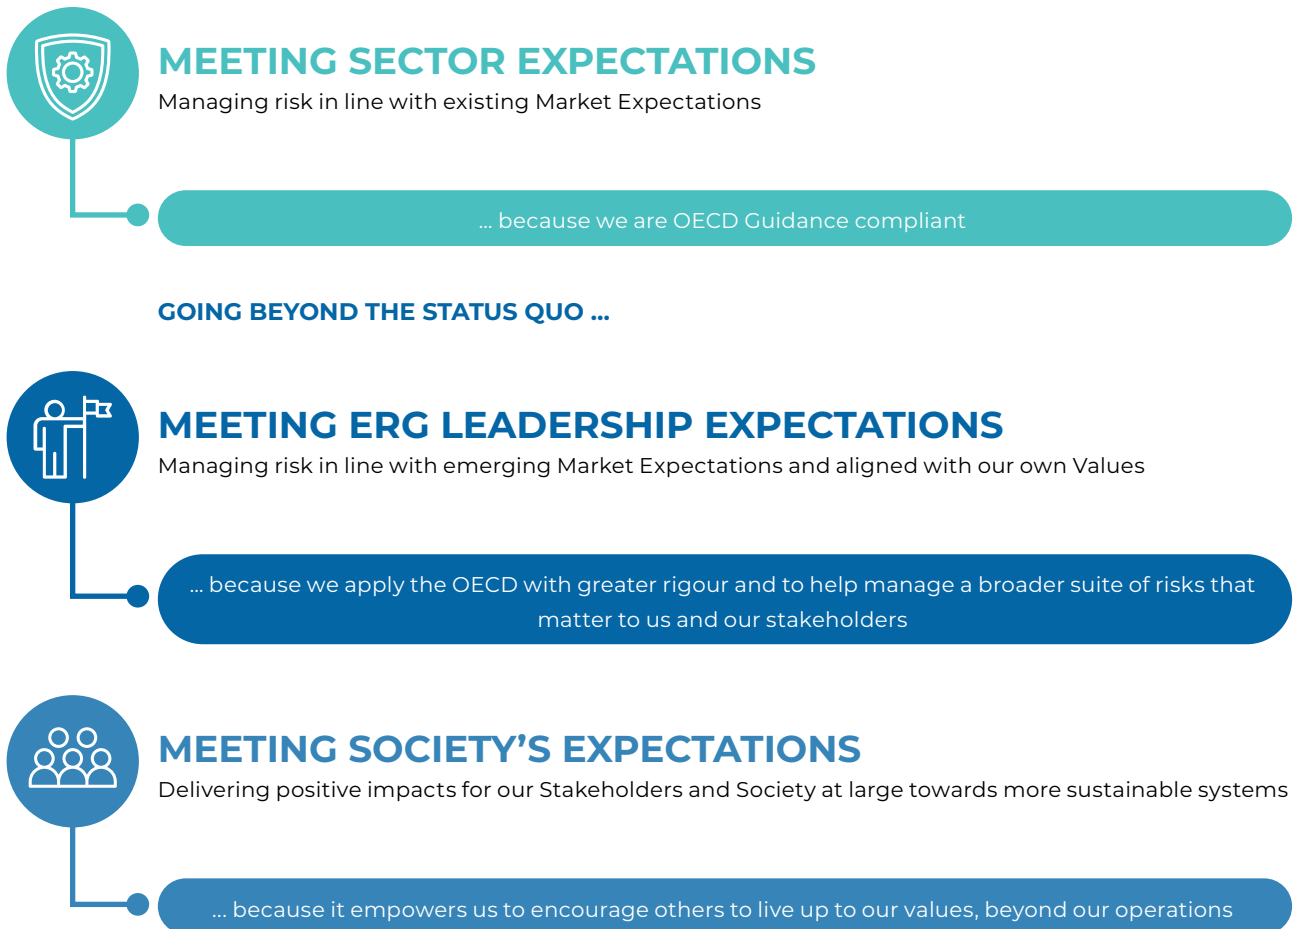 MEETING SECTOR EXPECTATIONS
Managing risk in line with existing Market Expectations
... because we are OECD Guidance compliant
GOING BEYOND THE STATUS QUO ...
MEETING ERG LEADERSHIP EXPECTATIONS
Managing risk in line with emerging Market Expectations and aligned with our own Values
... because we apply the OECD with greater rigour and to help manage a broader suite of risks that
matter to us and our stakeholders
MEETING SOCIETY’S EXPECTATIONS
Delivering positive impacts for our Stakeholders and Society at large towards more sustainable systems
... because it empowers us to encourage others to live up to our values, beyond our operations